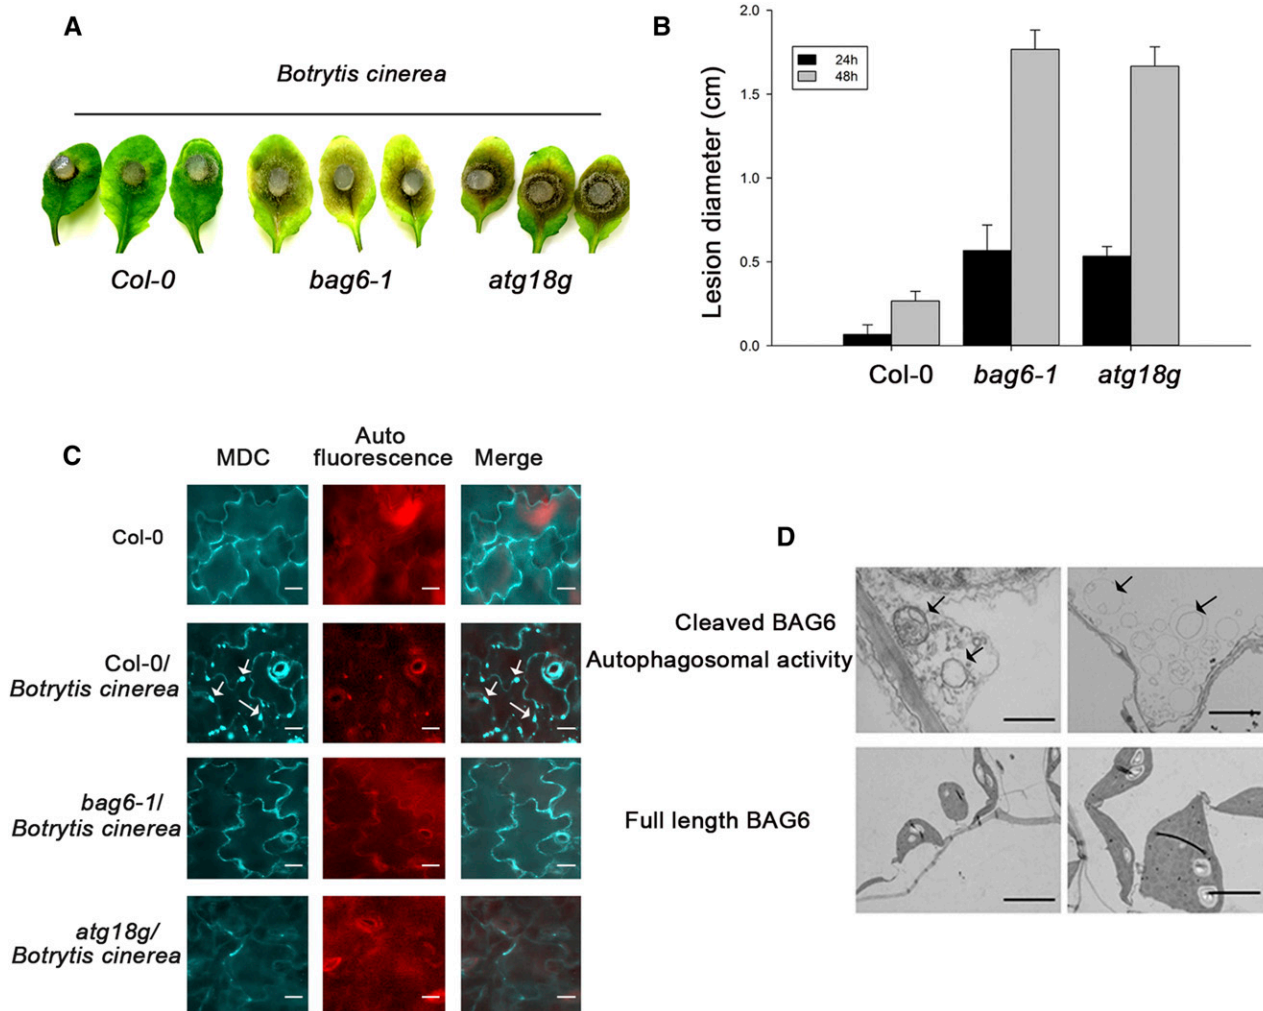 A
Botrytis cinerea
Col-0 bag6-1 atg18g
B
Lesion diameter (cm)
2.0
1.5
1.0
0.5
0.0
24h
48h
Col-0 bag6-1 atg18g
C
MDC
Auto
fluorescence
Merge
Col-0
Col-0/
Botrytis cinerea
bag6-1/
Botrytis cinerea
atg18g/
Botrytis cinerea
D
Cleaved BAG6
Autophagosomal activity
Full length BAG6